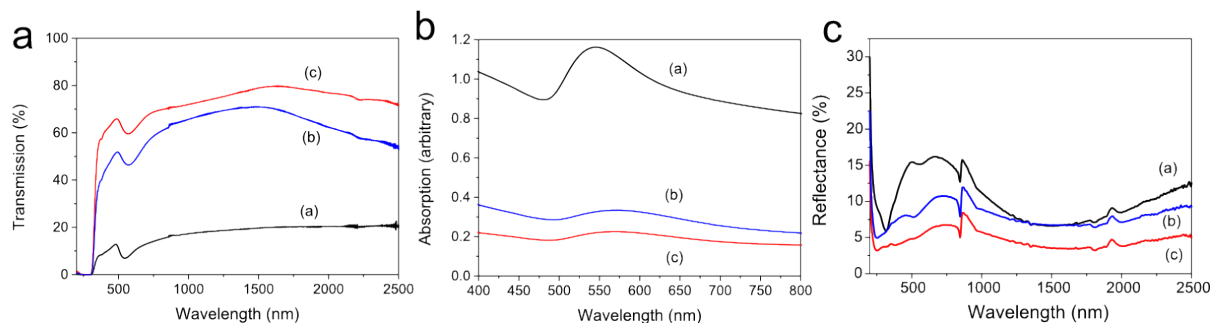 a
Transmission (%)
100
80
60
40
20
0
(c)
(b)
(a)
500
1000
1500
2000
2500
Wavelength (nm)
b
Absorption (arbitrary)
1.2
1.0
0.8
0.6
0.4
0.2
0.0
(a)
(b)
(c)
400
450
500
550
600
650
700
750
800
Wavelength (nm)
c
Reflectance (%)
30
25
20
15
10
5
0
(a)
(b)
(c)
500
1000
1500
2000
2500
Wavelength (nm)